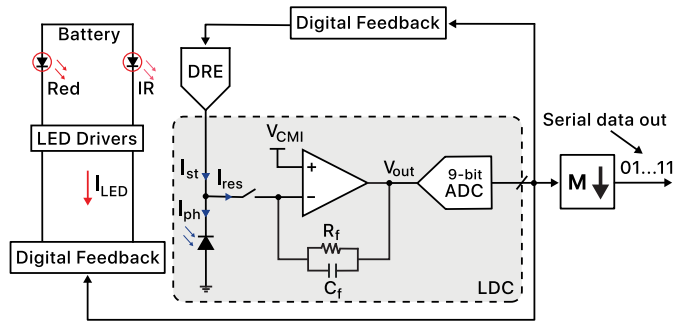 Digital Feedback
Battery
Red
IR
DRE
LED Drivers
I_LED
Digital Feedback
V_CMI
I_st
I_res
I_ph
+
−
V_out
9-bit
ADC
R_f
C_f
LDC
Serial data out
M
01...11